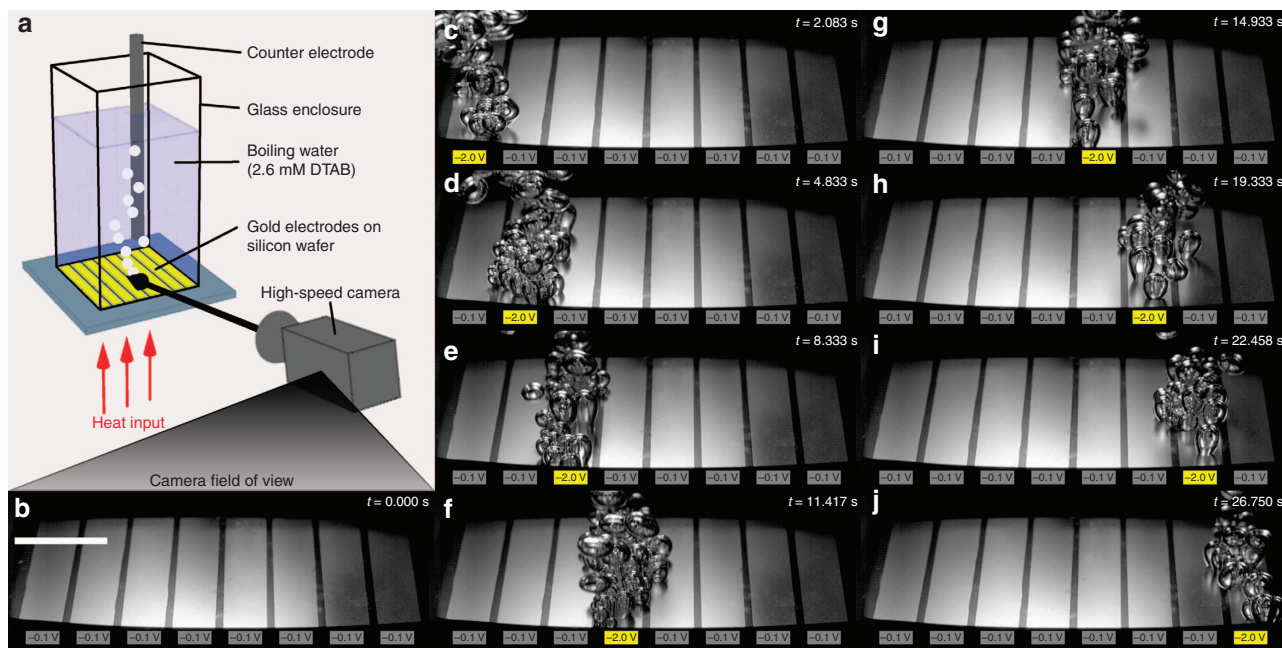 a
Counter electrode
Glass enclosure
Boiling water
(2.6 mM DTAB)
Gold electrodes on
silicon wafer
High-speed camera
Heat input
Camera field of view
b
t = 0.000 s
–0.1 V –0.1 V –0.1 V –0.1 V –0.1 V –0.1 V –0.1 V –0.1 V
c
t = 2.083 s
–2.0 V –0.1 V –0.1 V –0.1 V –0.1 V –0.1 V –0.1 V –0.1 V
d
t = 4.833 s
–0.1 V –2.0 V –0.1 V –0.1 V –0.1 V –0.1 V –0.1 V –0.1 V
e
t = 8.333 s
–0.1 V –0.1 V –2.0 V –0.1 V –0.1 V –0.1 V –0.1 V –0.1 V
f
t = 11.417 s
–0.1 V –0.1 V –0.1 V –2.0 V –0.1 V –0.1 V –0.1 V –0.1 V
g
t = 14.933 s
–0.1 V –0.1 V –0.1 V –0.1 V –2.0 V –0.1 V –0.1 V –0.1 V
h
t = 19.333 s
–0.1 V –0.1 V –0.1 V –0.1 V –0.1 V –2.0 V –0.1 V –0.1 V
i
t = 22.458 s
–0.1 V –0.1 V –0.1 V –0.1 V –0.1 V –0.1 V –2.0 V –0.1 V
j
t = 26.750 s
–0.1 V –0.1 V –0.1 V –0.1 V –0.1 V –0.1 V –0.1 V –2.0 V